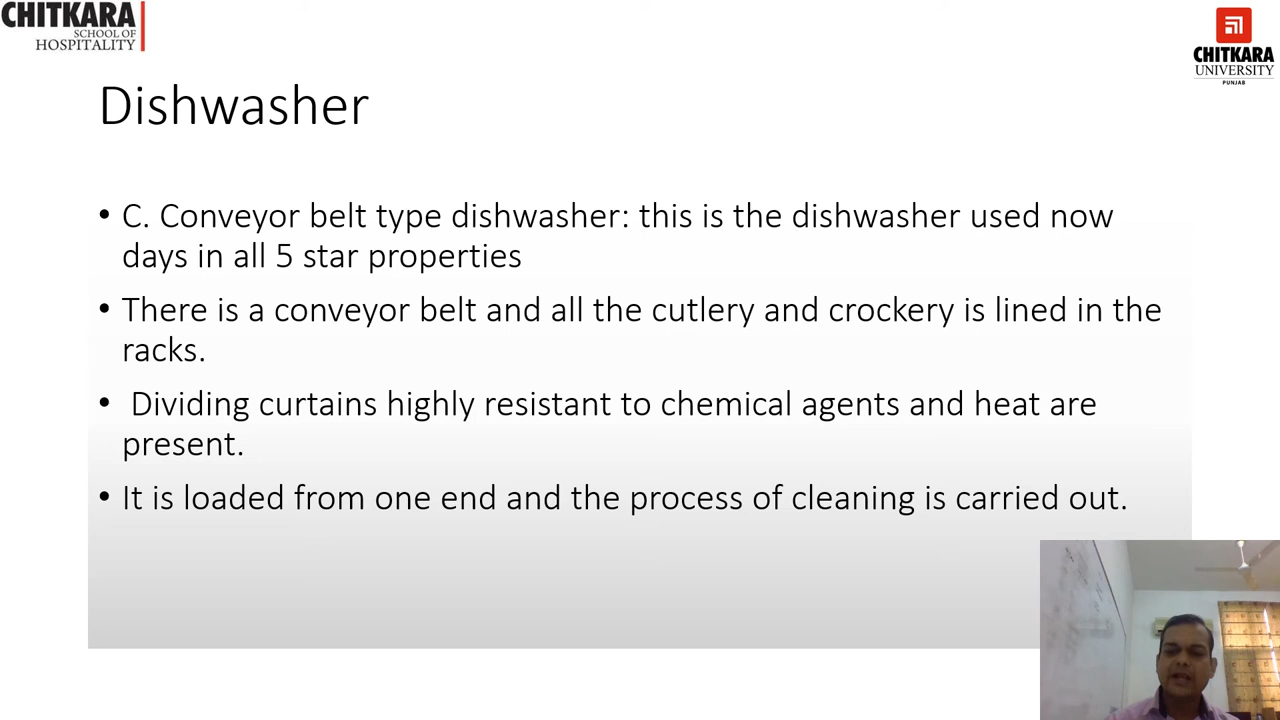 CHITKARA
SCHOOL OF
HOSPITALITY
CHITKARA
UNIVERSITY
PUNJAB
Dishwasher
• C. Conveyor belt type dishwasher: this is the dishwasher used now
days in all 5 star properties
• There is a conveyor belt and all the cutlery and crockery is lined in the
racks.
• Dividing curtains highly resistant to chemical agents and heat are
present.
• It is loaded from one end and the process of cleaning is carried out.